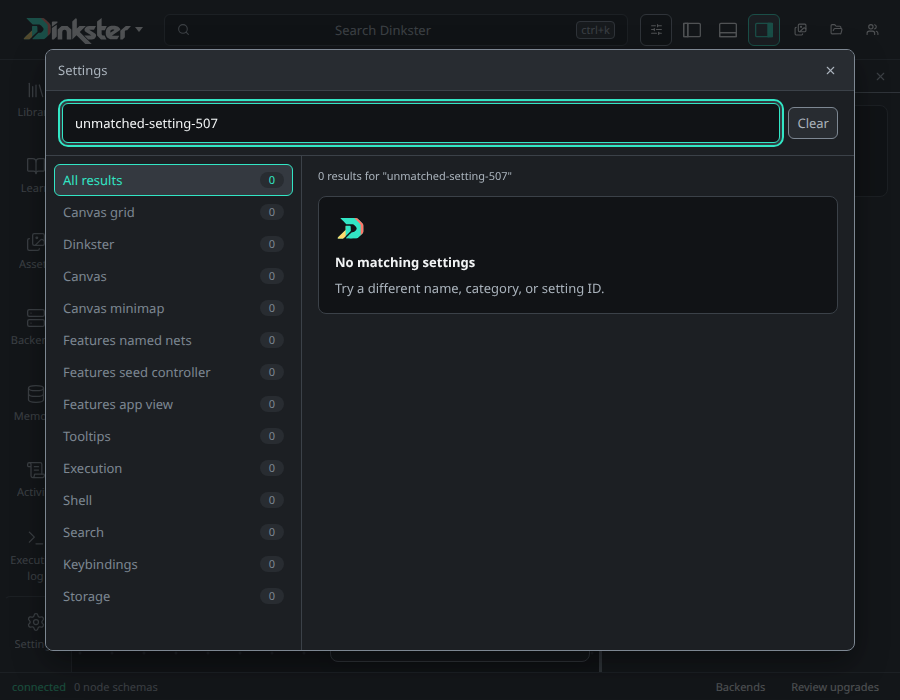 Dinkster
Search Dinkster
ctrl+k
Settings
unmatched-setting-507
Clear
All results 0
Canvas grid 0
Dinkster 0
Canvas 0
Canvas minimap 0
Features named nets 0
Features seed controller 0
Features app view 0
Tooltips 0
Execution 0
Shell 0
Search 0
Keybindings 0
Storage 0
0 results for "unmatched-setting-507"
No matching settings
Try a different name, category, or setting ID.
log
connected
0 node schemas
Backends
Review upgrades